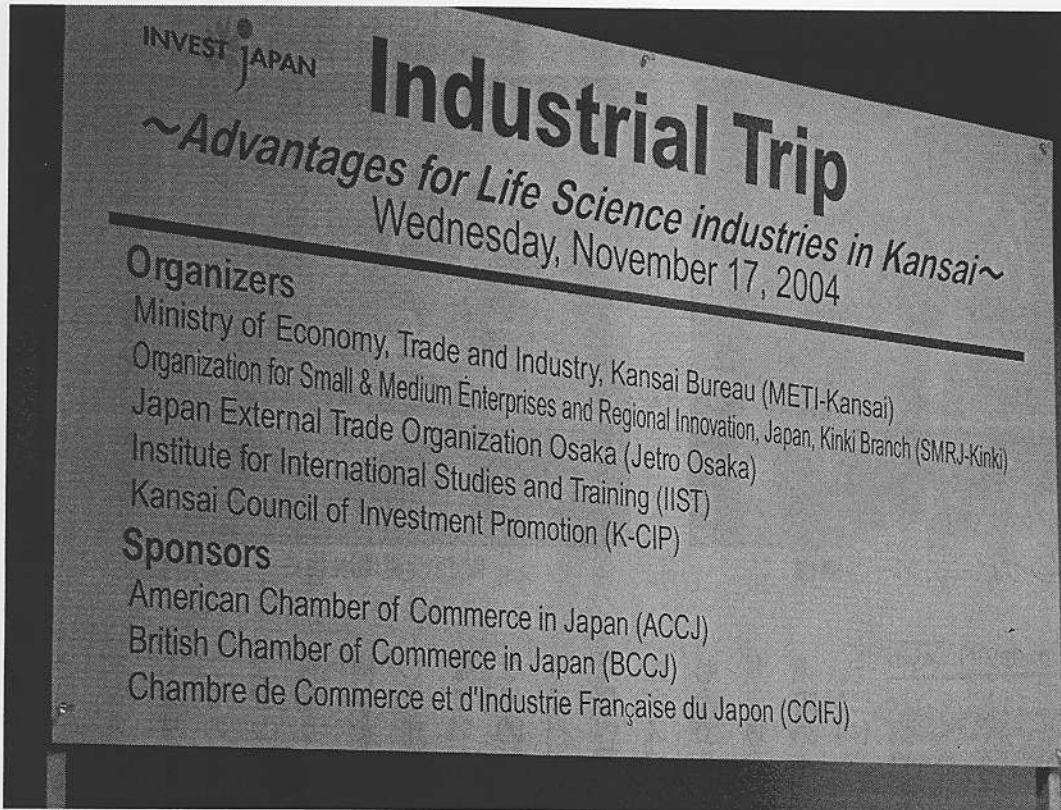 INVEST JAPAN
Industrial Trip
~Advantages for Life Science industries in Kansai~
Wednesday, November 17, 2004
Organizers
Ministry of Economy, Trade and Industry, Kansai Bureau (METI-Kansai)
Organization for Small & Medium Enterprises and Regional Innovation, Japan, Kinki Branch (SMRJ-Kinki)
Japan External Trade Organization Osaka (Jetro Osaka)
Institute for International Studies and Training (IIST)
Kansai Council of Investment Promotion (K-CIP)
Sponsors
American Chamber of Commerce in Japan (ACCJ)
British Chamber of Commerce in Japan (BCCJ)
Chambre de Commerce et d'Industrie Française du Japon (CCIFJ)